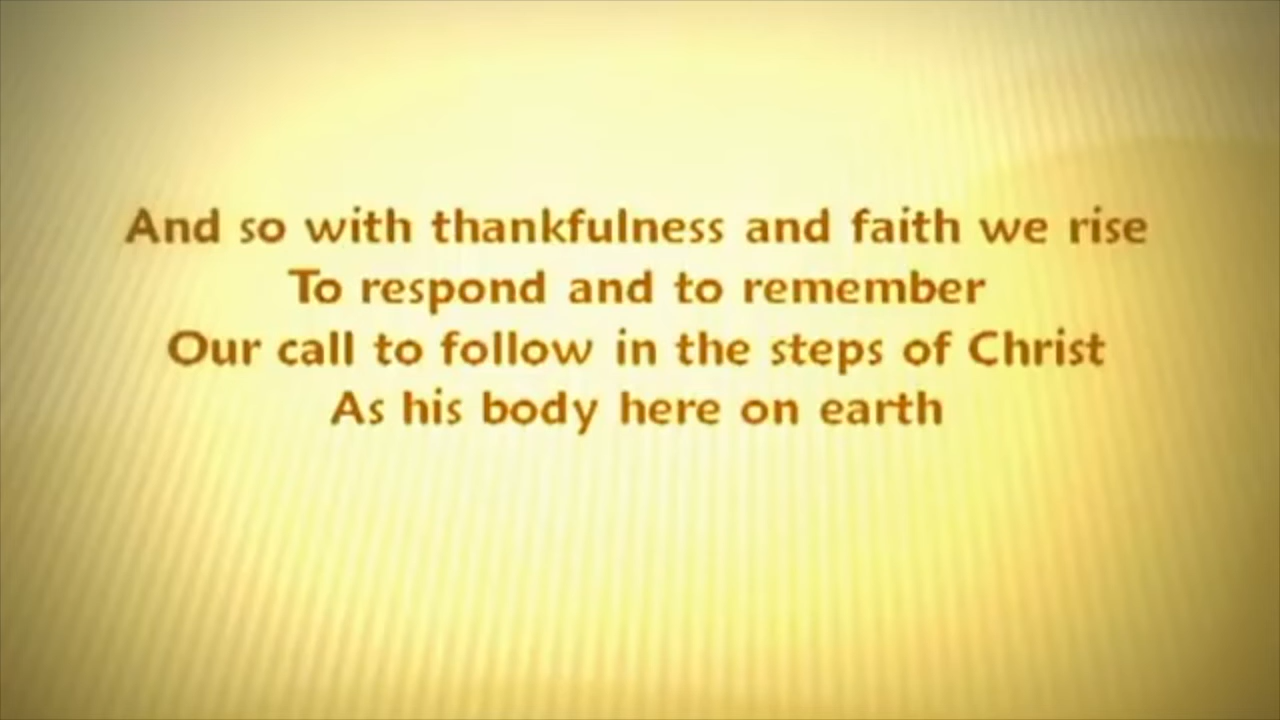 And so with thankfulness and faith we rise
To respond and to remember
Our call to follow in the steps of Christ
As his body here on earth